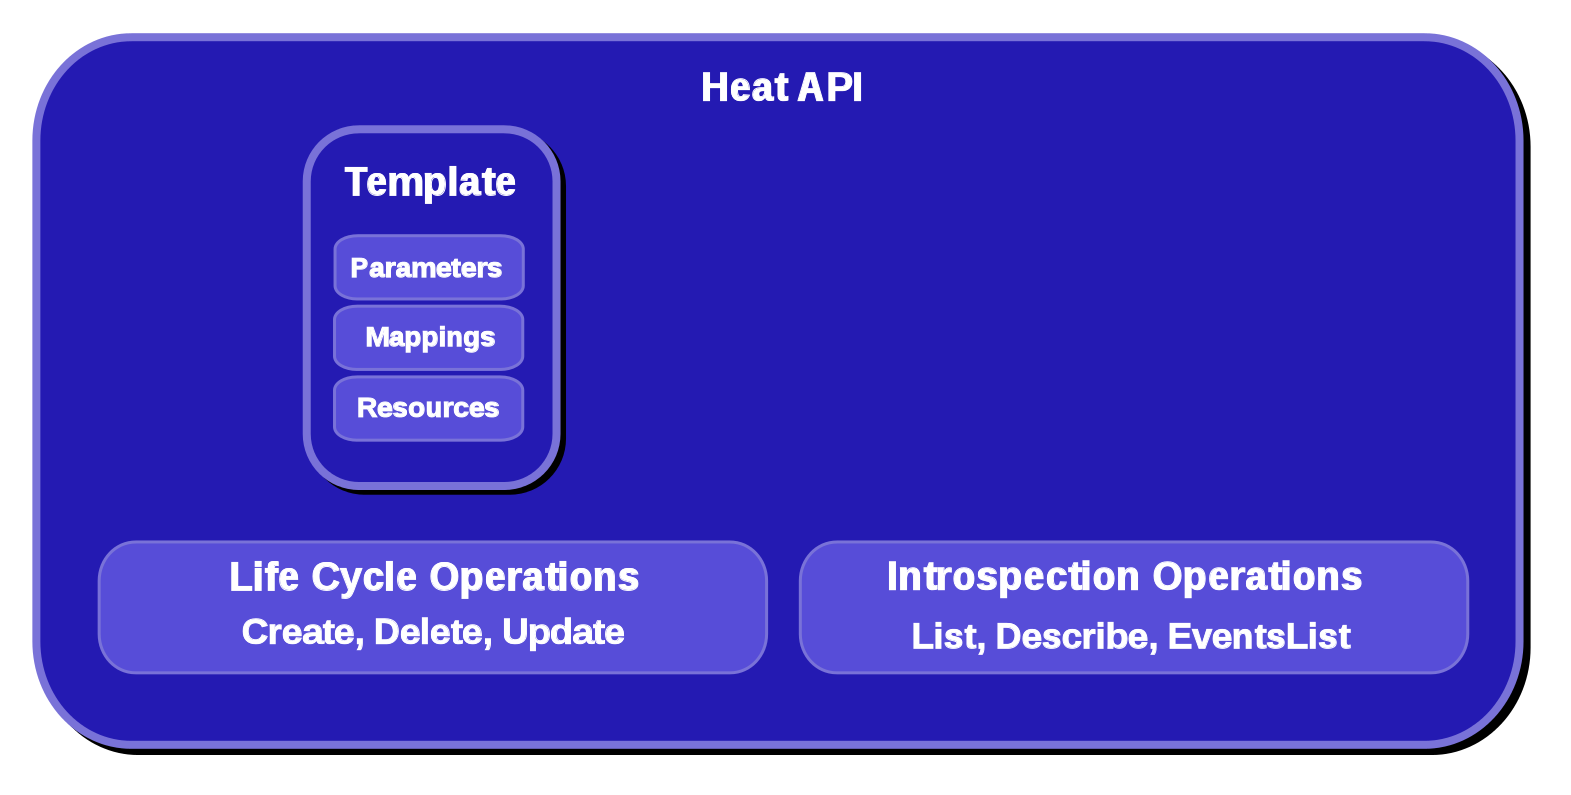 Heat API
Template
Parameters
Mappings
Resources
Life Cycle Operations
Create, Delete, Update
Introspection Operations
List, Describe, EventsList